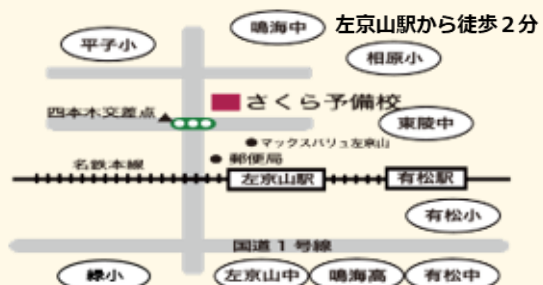 鳴海中
左京山駅から徒歩２分
平子小
相原小
さくら予備校
四本木交差点
東陵中
マックスバリュ左京山
郵便局
名鉄本線
左京山駅
有松駅
有松小
国道１号線
緑小
左京山中
鳴海高
有松中